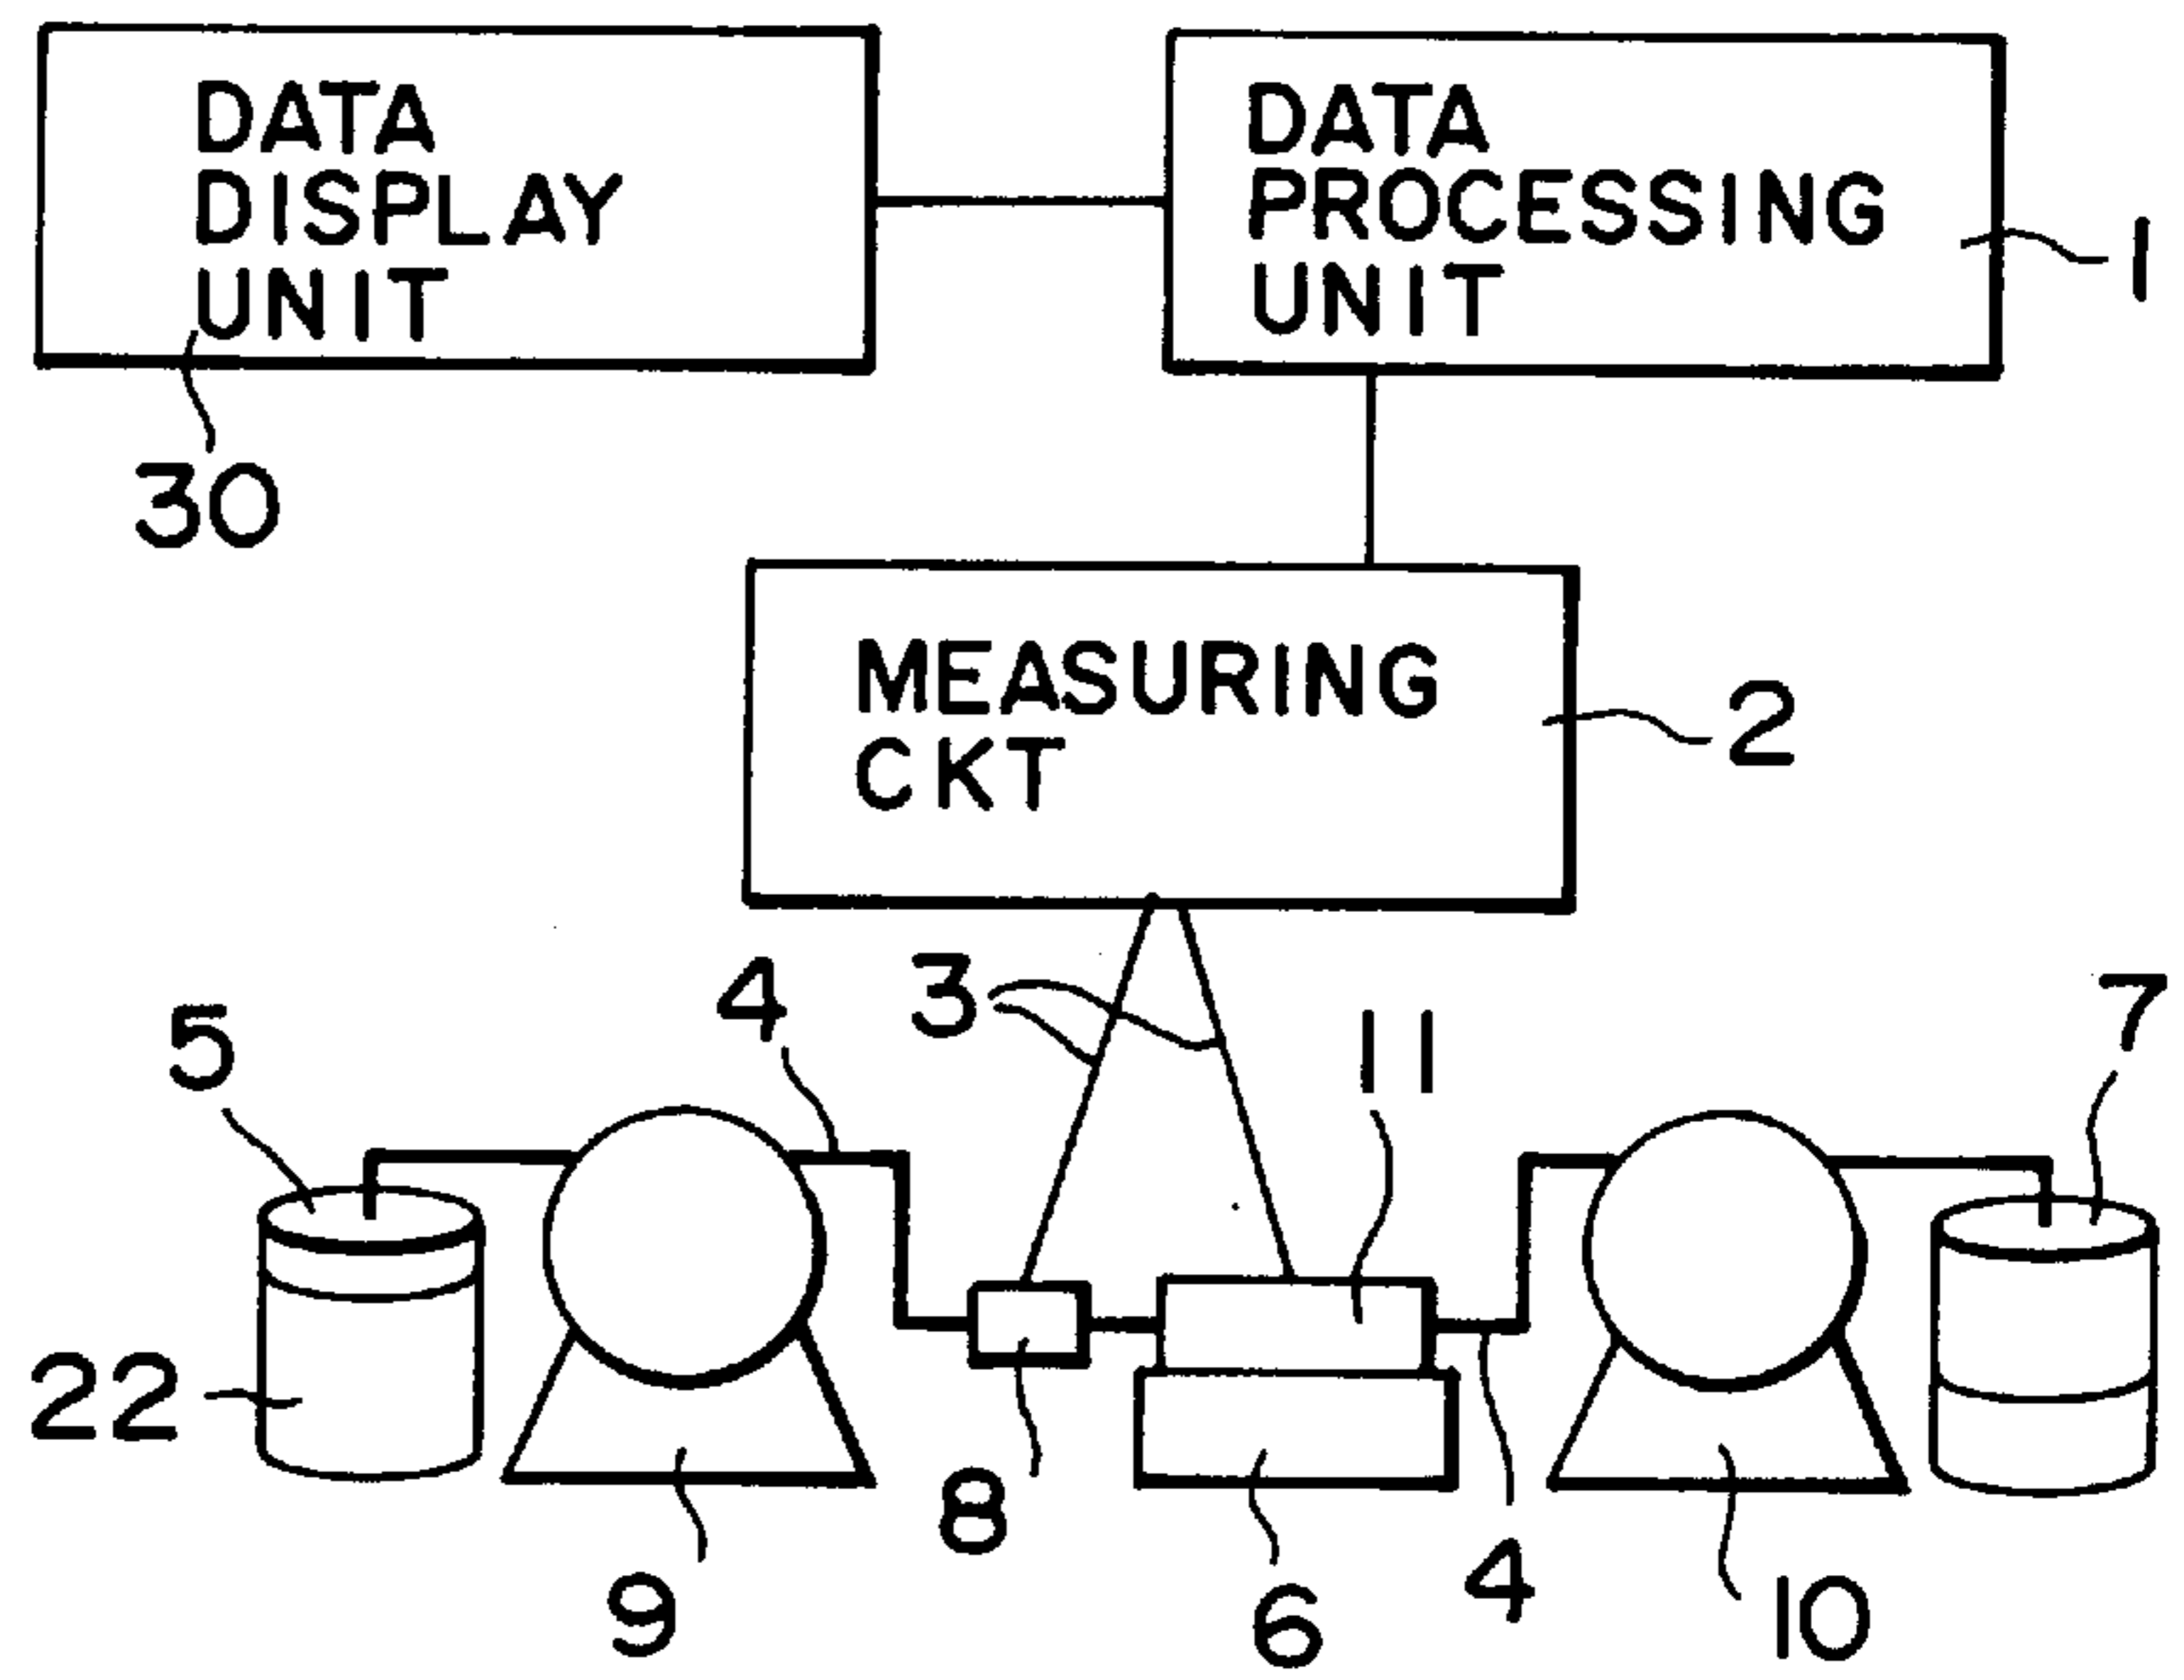 DATA
DISPLAY
UNIT
DATA
PROCESSING
UNIT
1
30
MEASURING
CKT
2
3
4
5
11
7
22
8
9
6
4
10